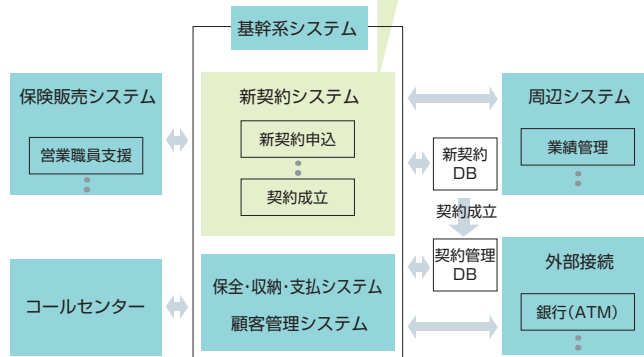 基幹系システム
保険販売システム
営業職員支援
新契約システム
新契約申込
契約成立
周辺システム
業績管理
新契約
DB
契約成立
契約管理
DB
コールセンター
保全・収納・支払システム
顧客管理システム
外部接続
銀行(ATM)